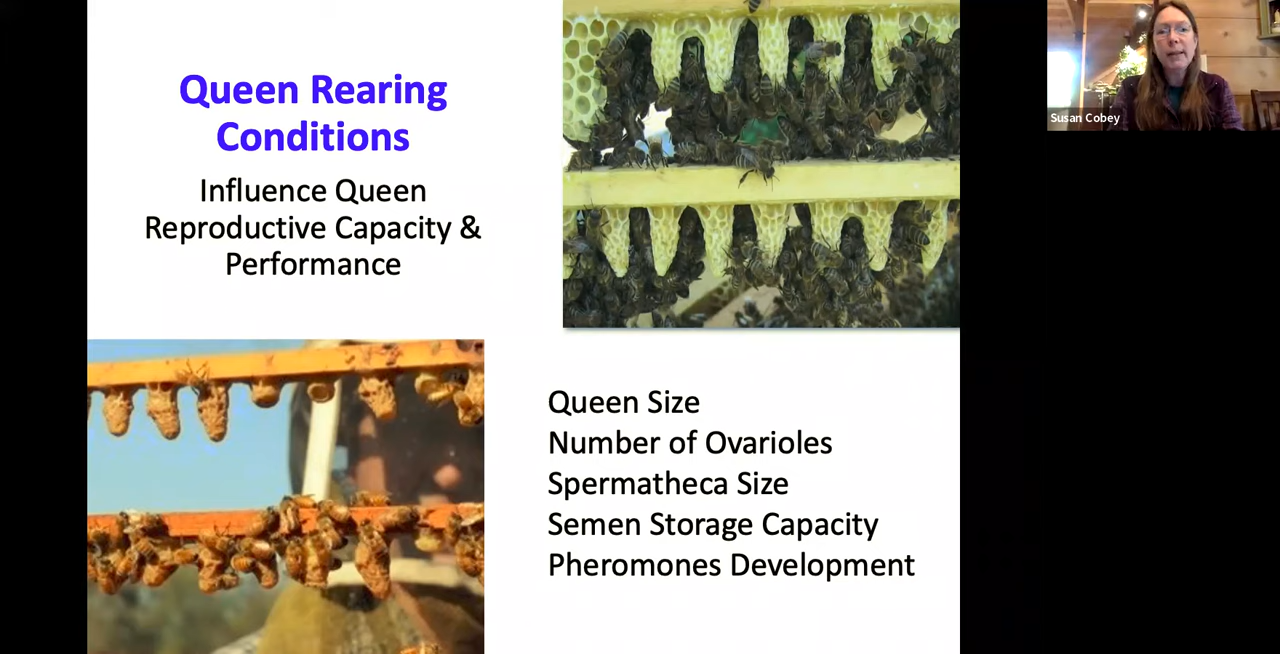 Queen Rearing
Conditions
Influence Queen
Reproductive Capacity &
Performance
Susan Cobey
Queen Size
Number of Ovarioles
Spermatheca Size
Semen Storage Capacity
Pheromones Development